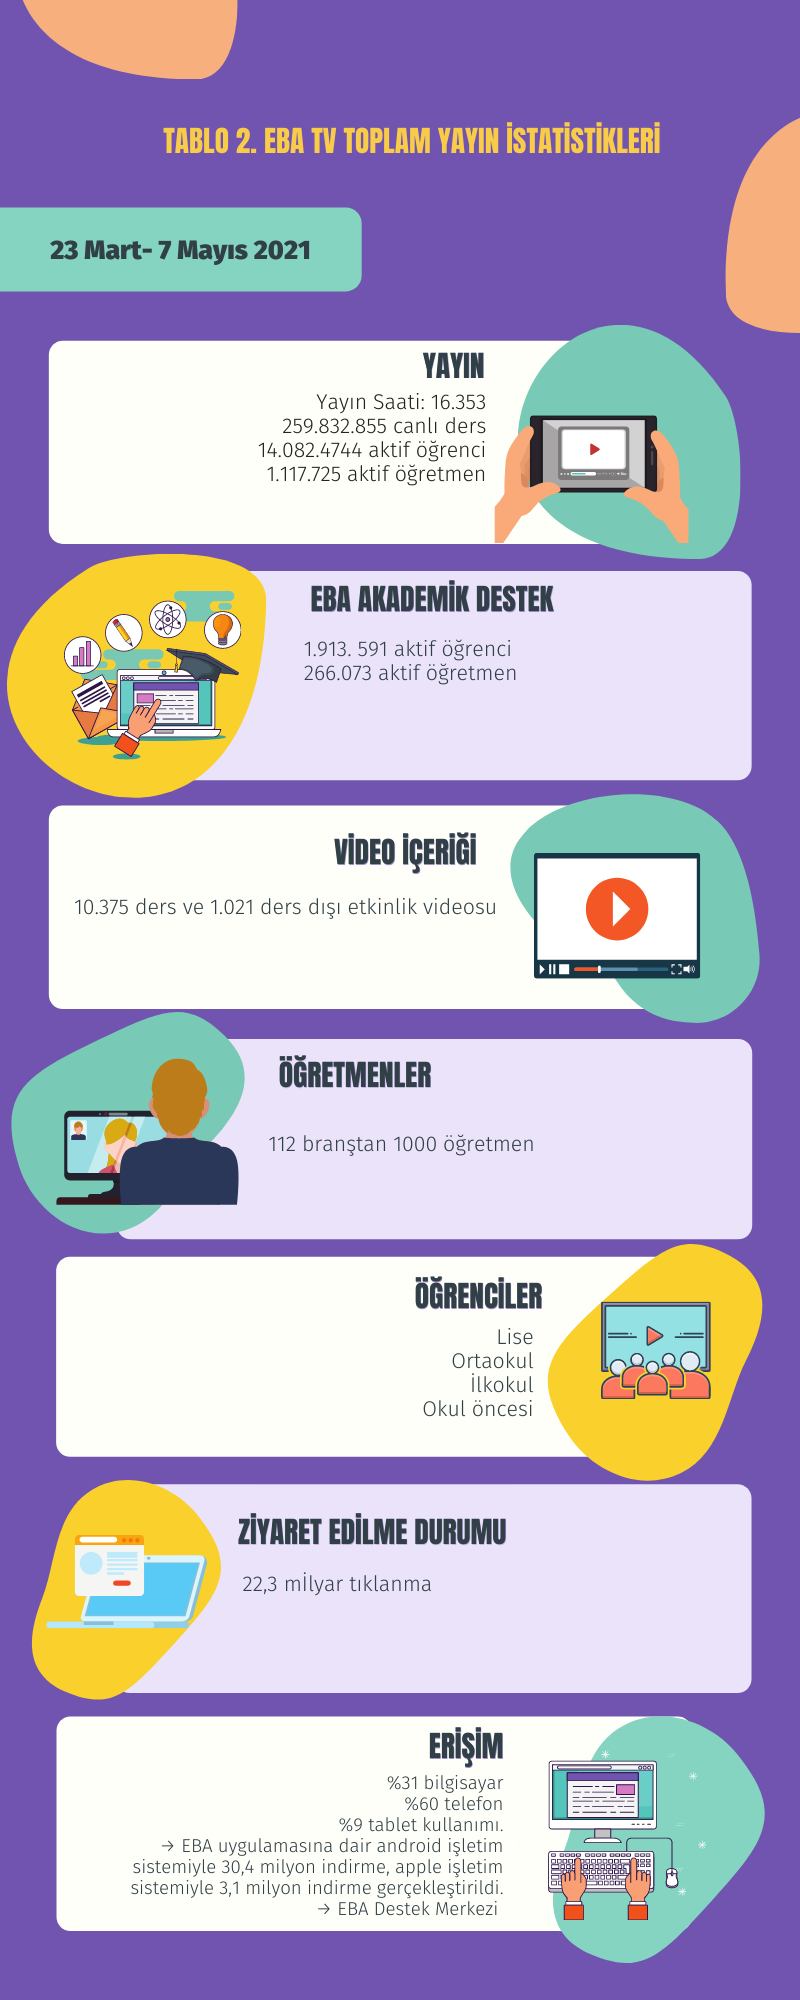 TABLO 2. EBA TV TOPLAM YAYIN İSTATİSTİKLERİ
23 Mart- 7 Mayıs 2021
YAYIN
Yayın Saati: 16.353
259.832.855 canlı ders
14.082.4744 aktif öğrenci
1.117.725 aktif öğretmen
EBA AKADEMİK DESTEK
1.913. 591 aktif öğrenci
266.073 aktif öğretmen
VİDEO İÇERİĞİ
10.375 ders ve 1.021 ders dışı etkinlik videosu
ÖĞRETMENLER
112 branştan 1000 öğretmen
ÖĞRENCİLER
Lise
Ortaokul
İlkokul
Okul öncesi
ZİYARET EDİLME DURUMU
22,3 mİlyar tıklanma
ERİŞİM
%31 bilgisayar
%60 telefon
%9 tablet kullanımı.
→ EBA uygulamasına dair android işletim
sistemiyle 30,4 milyon indirme, apple işletim
sistemiyle 3,1 milyon indirme gerçekleştirildi.
→ EBA Destek Merkezi